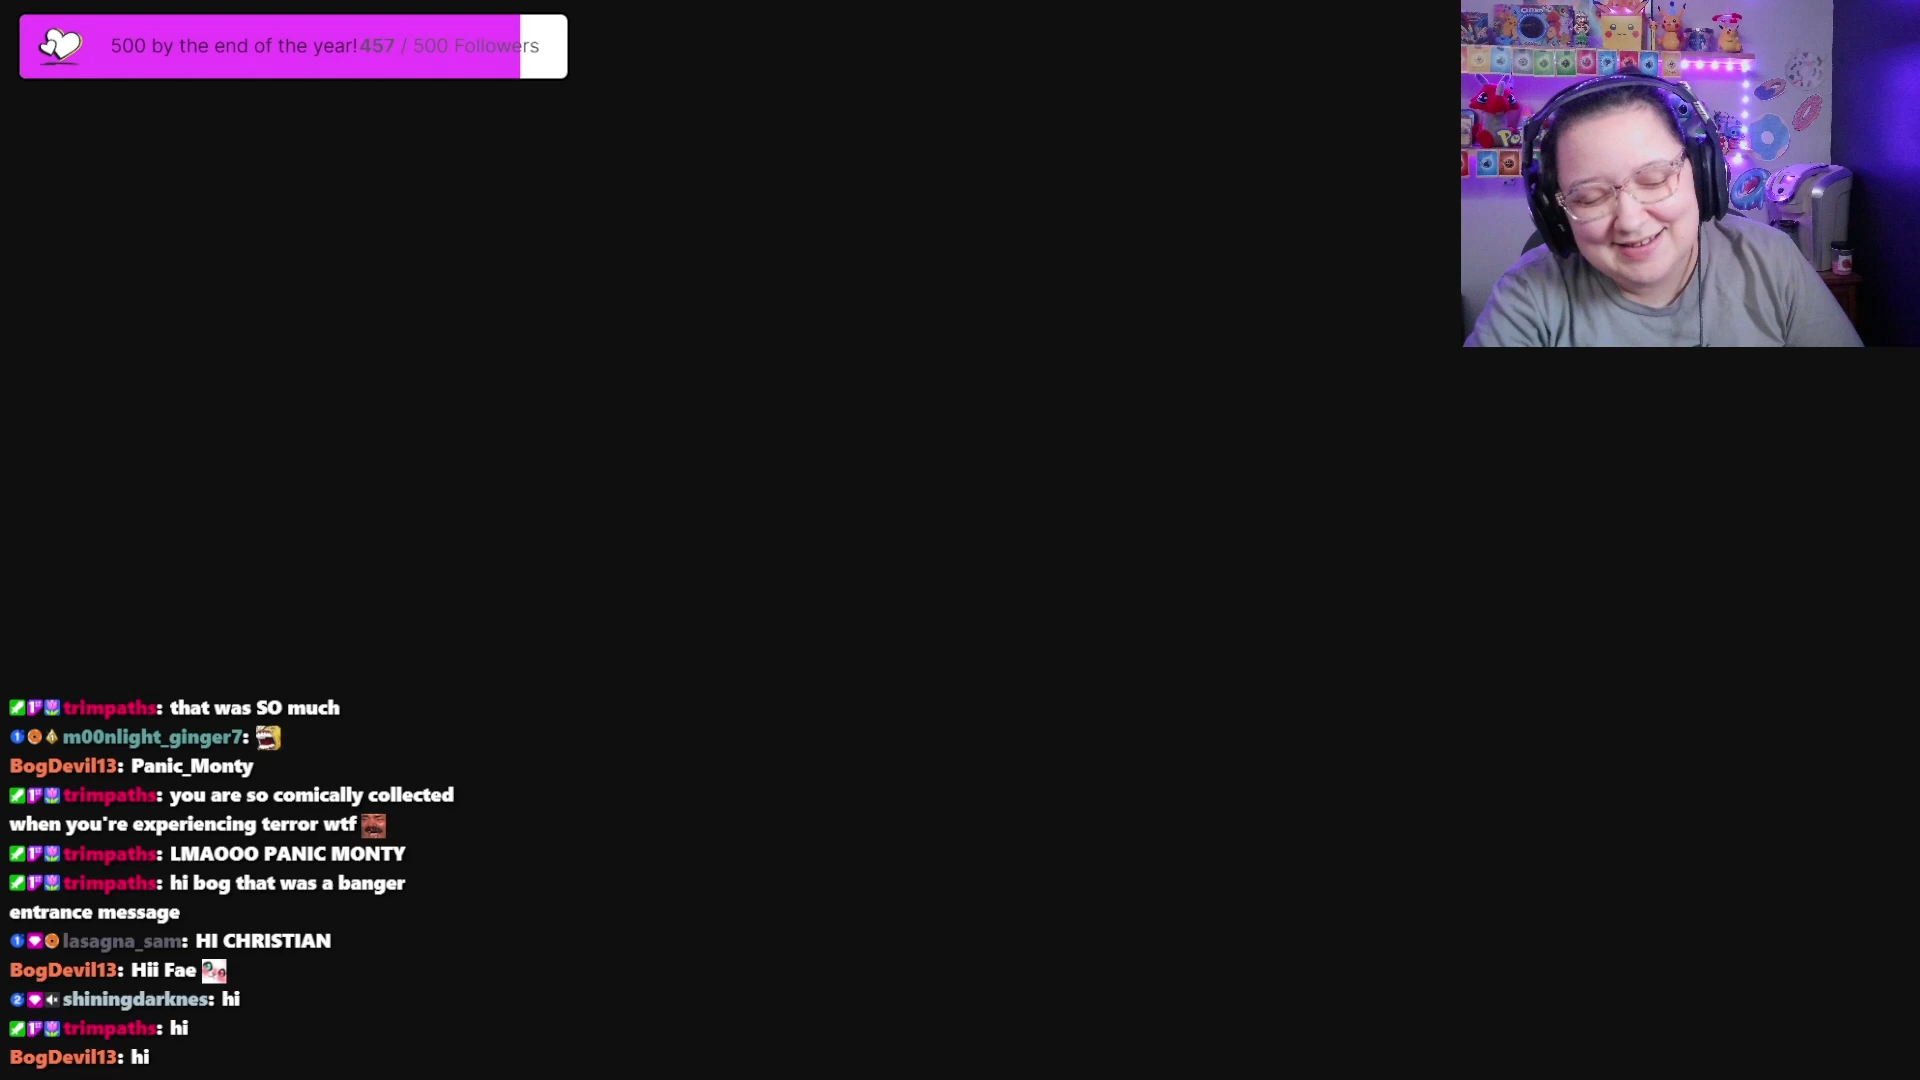 500 by the end of the year!457 / 500 Followers
trimpaths: that was SO much
m00nlight_ginger7:
BogDevil13: Panic_Monty
trimpaths: you are so comically collected
when you're experiencing terror wtf
trimpaths: LMAOOO PANIC MONTY
trimpaths: hi bog that was a banger
entrance message
lasagna_sam: HI CHRISTIAN
BogDevil13: Hii Fae
shiningdarknes: hi
trimpaths: hi
BogDevil13: hi